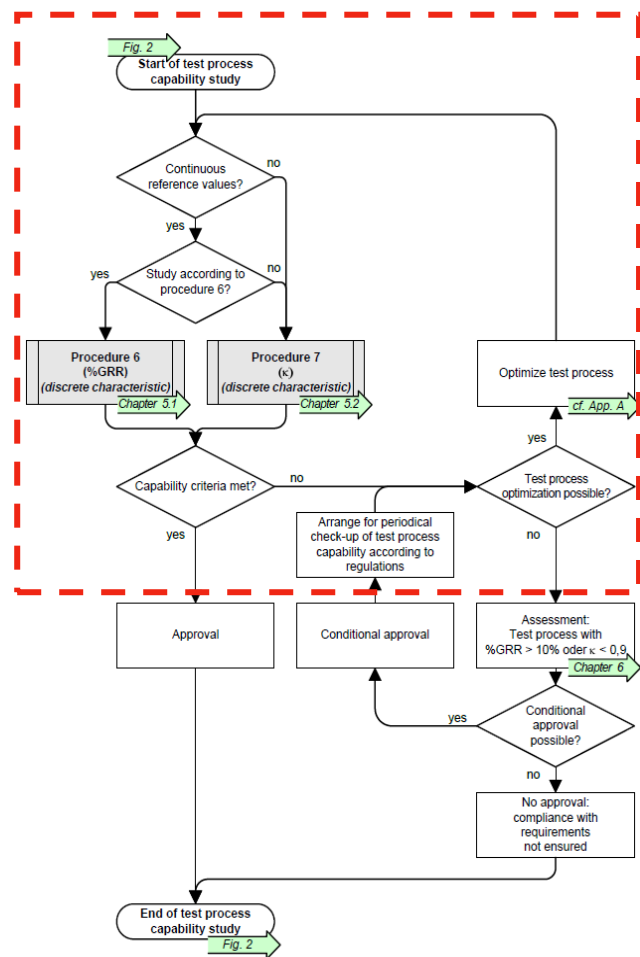 Fig. 2
Start of test process
capability study
Continuous
reference values?
no
yes
Study according to
procedure 6?
yes
no
Procedure 6
(%GRR)
(discrete characteristic)
Chapter 5.1
Procedure 7
(κ)
(discrete characteristic)
Chapter 5.2
Optimize test process
cf. App. A
yes
Capability criteria met?
no
yes
Test process
optimization possible?
no
Arrange for periodical
check-up of test process
capability according to
regulations
Approval
Conditional approval
Assessment:
Test process with
%GRR > 10% oder κ < 0,9
Chapter 6
Conditional
approval
possible?
yes
no
No approval:
compliance with
requirements
not ensured
End of test process
capability study
Fig. 2